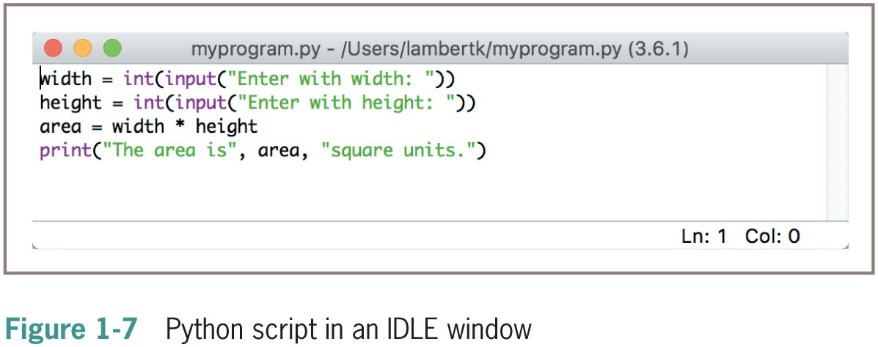 myprogram.py - /Users/lambertk/myprogram.py (3.6.1)
width = int(input("Enter with width: "))
height = int(input("Enter with height: "))
area = width * height
print("The area is", area, "square units.")
Ln: 1 Col: 0
Figure 1-7 Python script in an IDLE window